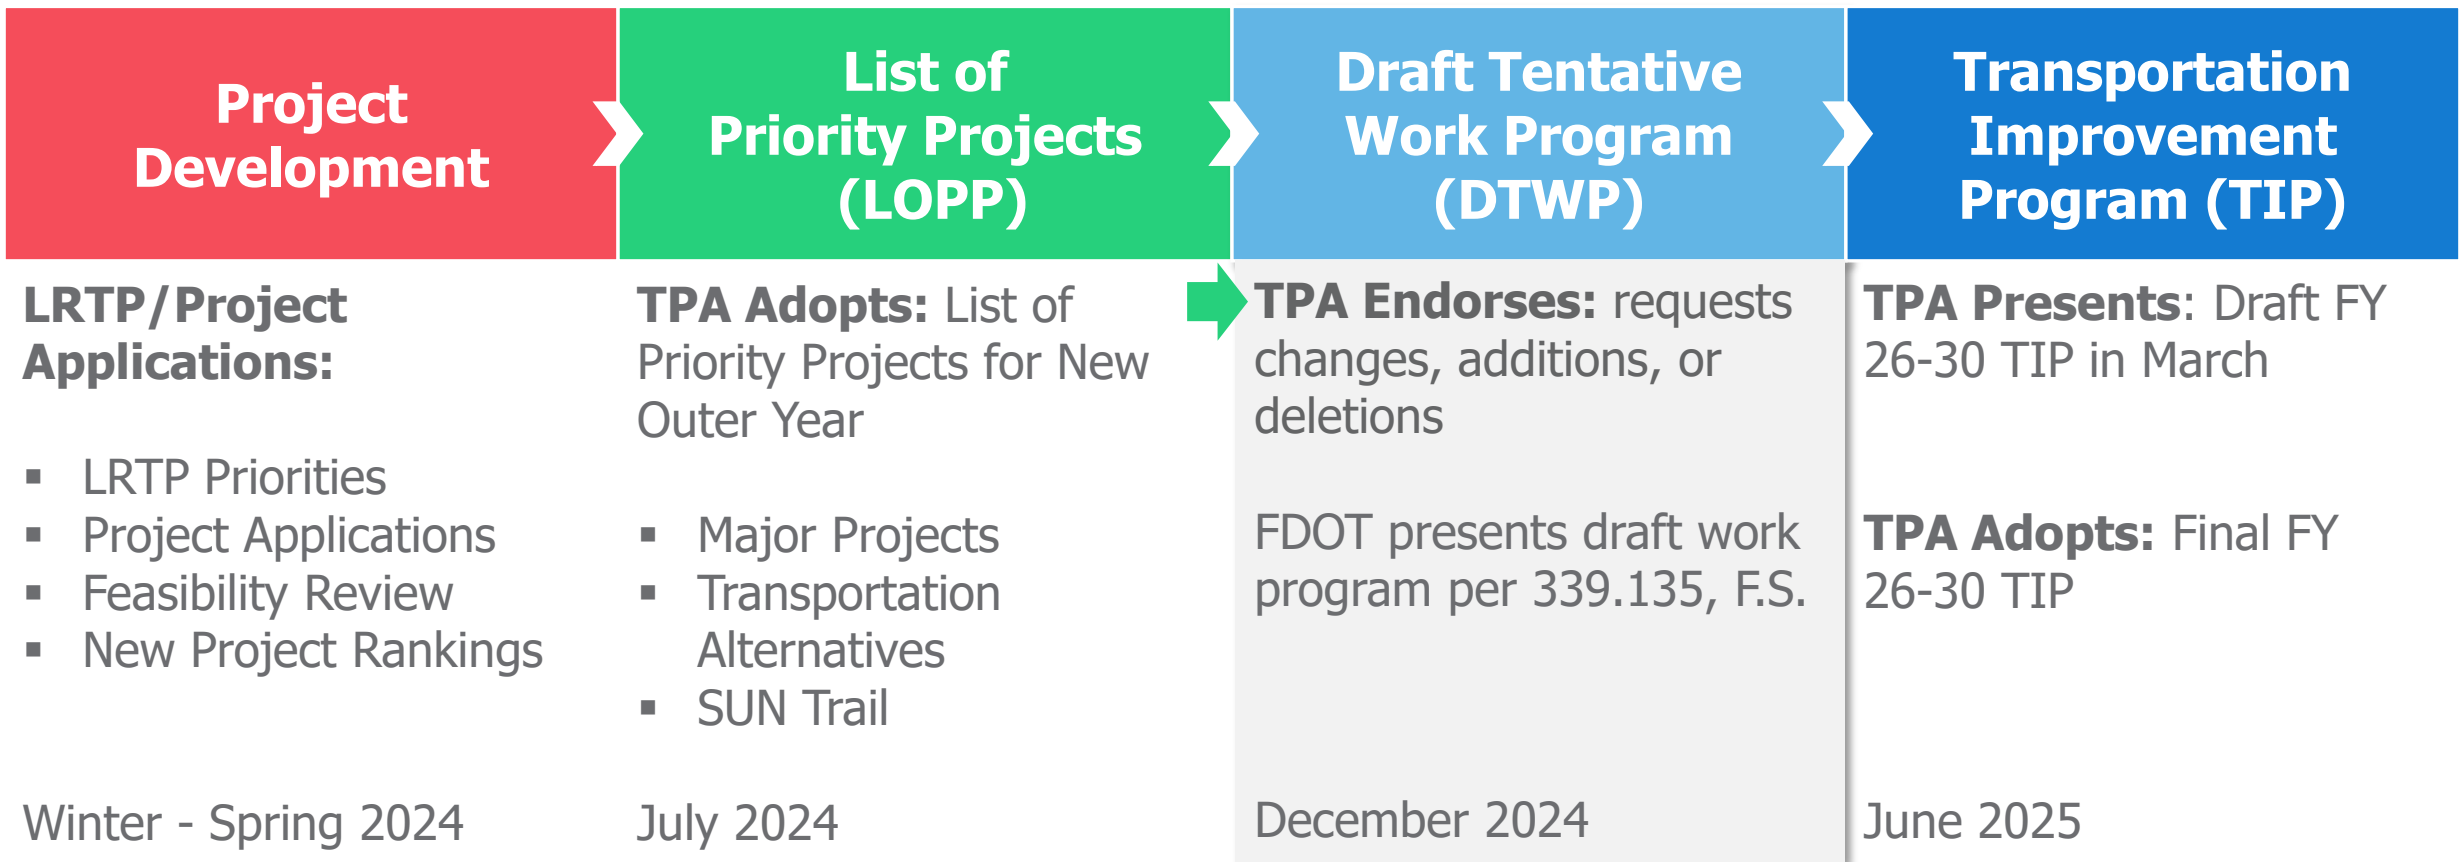 Project
Development
List of
Priority Projects
(LOPP)
Draft Tentative
Work Program
(DTWP)
Transportation
Improvement
Program (TIP)
LRTP/Project
Applications:
▪ LRTP Priorities
▪ Project Applications
▪ Feasibility Review
▪ New Project Rankings
Winter - Spring 2024
TPA Adopts: List of
Priority Projects for New
Outer Year
▪ Major Projects
▪ Transportation
Alternatives
▪ SUN Trail
July 2024
TPA Endorses: requests
changes, additions, or
deletions
FDOT presents draft work
program per 339.135, F.S.
December 2024
TPA Presents: Draft FY
26-30 TIP in March
TPA Adopts: Final FY
26-30 TIP
June 2025